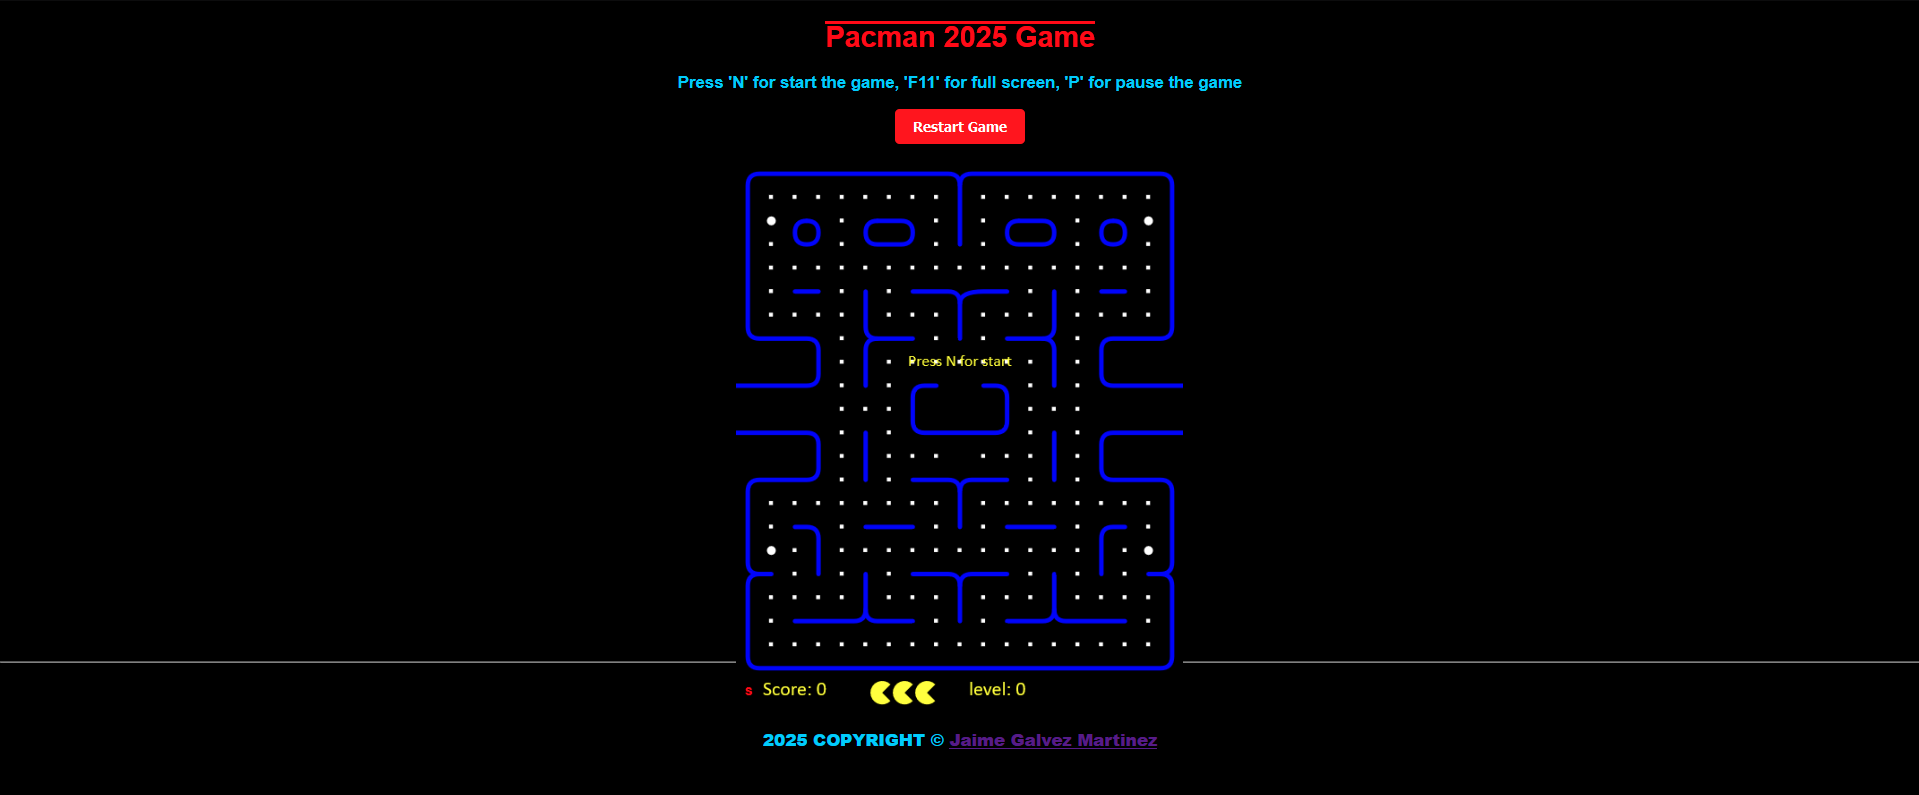 Pacman 2025 Game
Press 'N' for start the game, 'F11' for full screen, 'P' for pause the game
Restart Game
Press N for start
s Score: 0 level: 0
2025 COPYRIGHT © Jaime Galvez Martinez